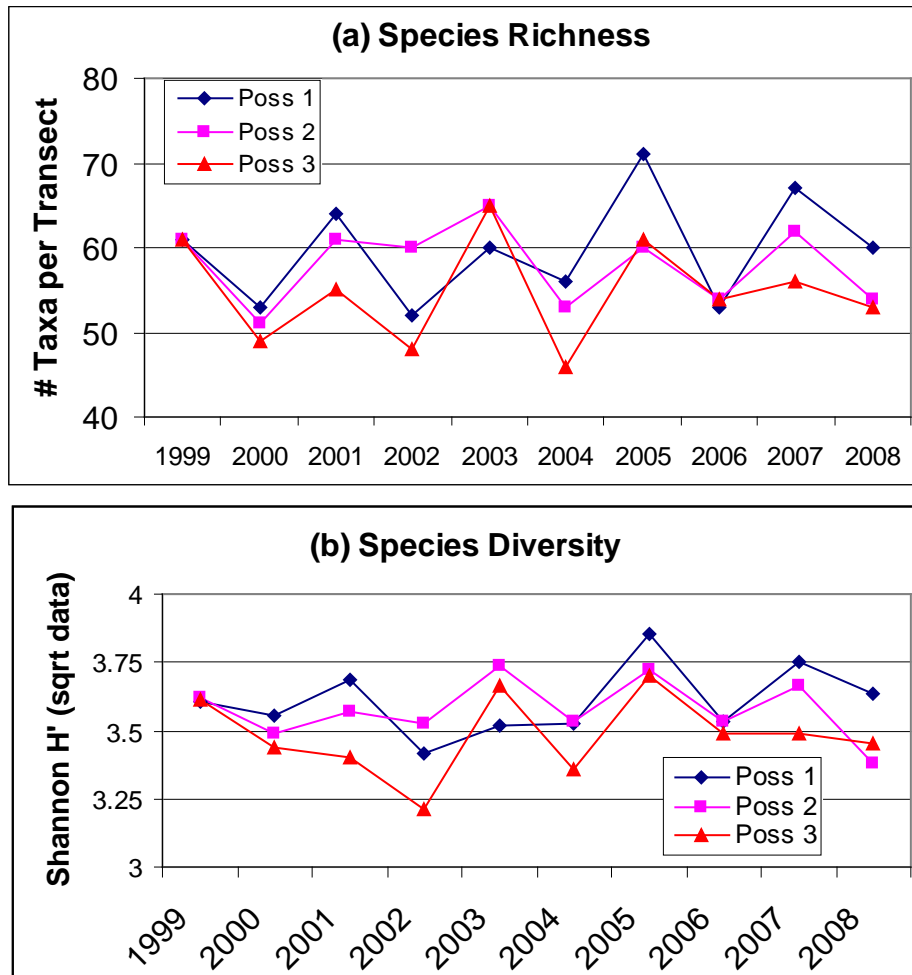 (a) Species Richness
# Taxa per Transect
80
70
60
50
40
Poss 1
Poss 2
Poss 3
1999 2000 2001 2002 2003 2004 2005 2006 2007 2008
(b) Species Diversity
Shannon H' (sqrt data)
4
3.75
3.5
3.25
3
Poss 1
Poss 2
Poss 3
1999 2000 2001 2002 2003 2004 2005 2006 2007 2008